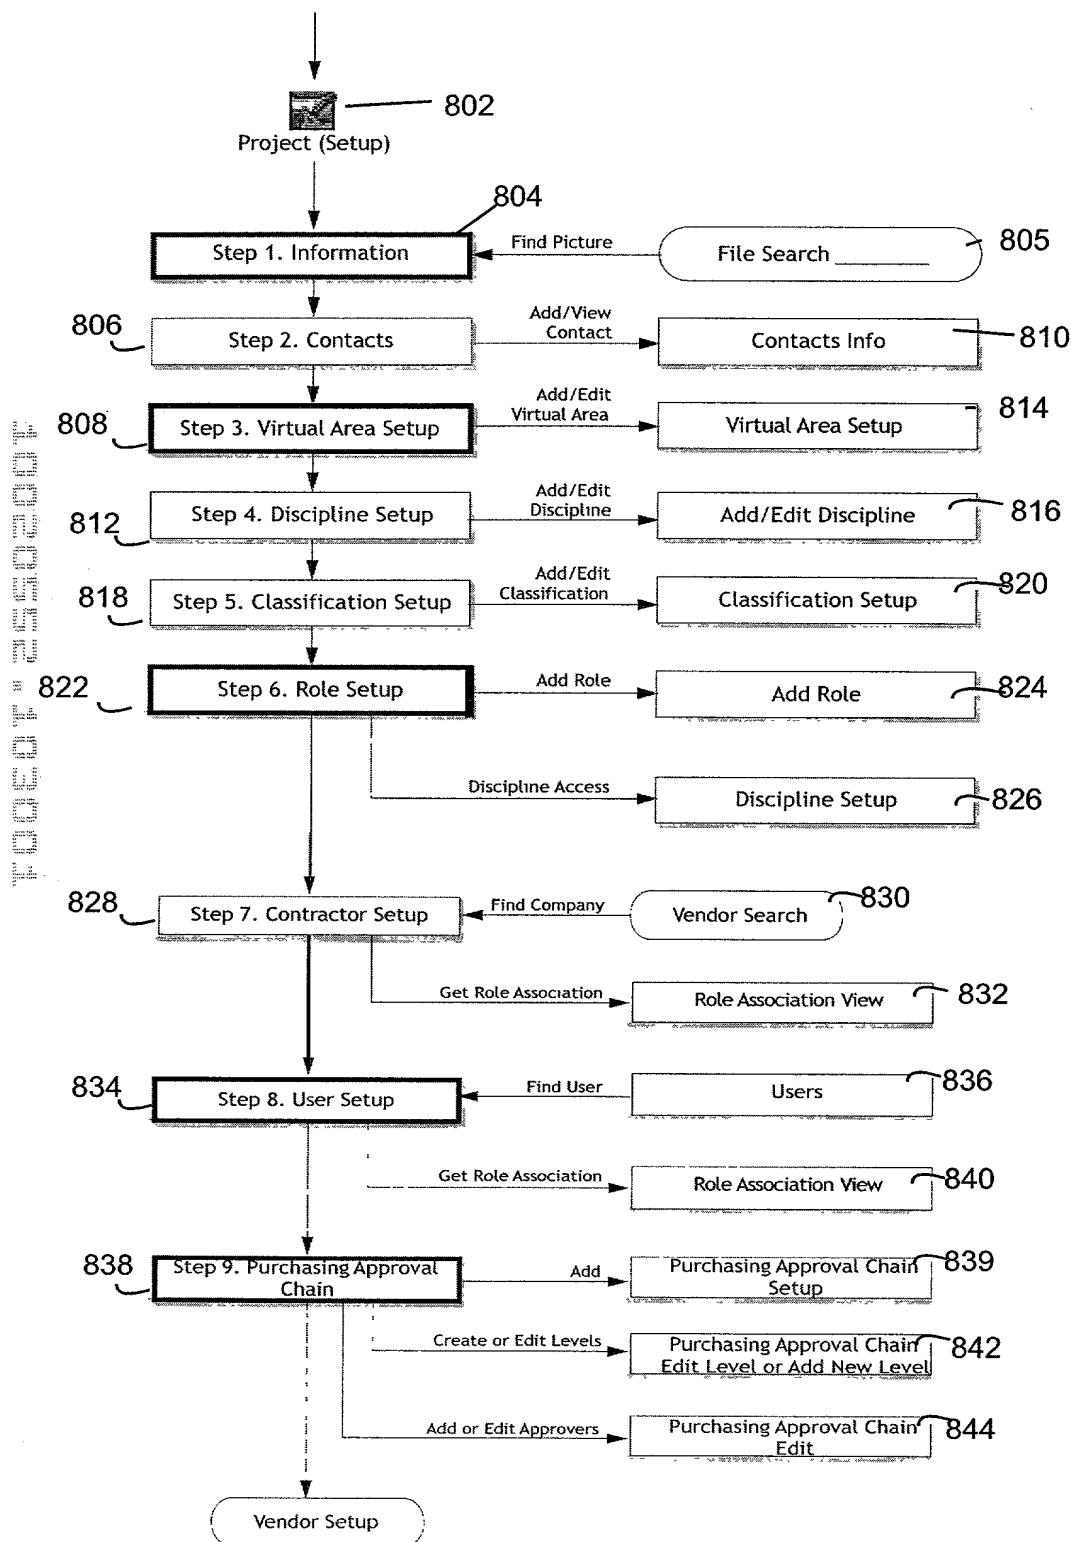 802
Project (Setup)
804
Step 1. Information
Find Picture
File Search ________
805
806
Step 2. Contacts
Add/View
Contact
Contacts Info
810
808
Step 3. Virtual Area Setup
Add/Edit
Virtual Area
Virtual Area Setup
814
812
Step 4. Discipline Setup
Add/Edit
Discipline
Add/Edit Discipline
816
818
Step 5. Classification Setup
Add/Edit
Classification
Classification Setup
820
822
Step 6. Role Setup
Add Role
Add Role
824
Discipline Access
Discipline Setup
826
828
Step 7. Contractor Setup
Find Company
Vendor Search
830
Get Role Association
Role Association View
832
834
Step 8. User Setup
Find User
Users
836
Get Role Association
Role Association View
840
838
Step 9. Purchasing Approval
Chain
Add
Purchasing Approval Chain
Setup
839
Create or Edit Levels
Purchasing Approval Chain
Edit Level or Add New Level
842
Add or Edit Approvers
Purchasing Approval Chain
Edit
844
Vendor Setup